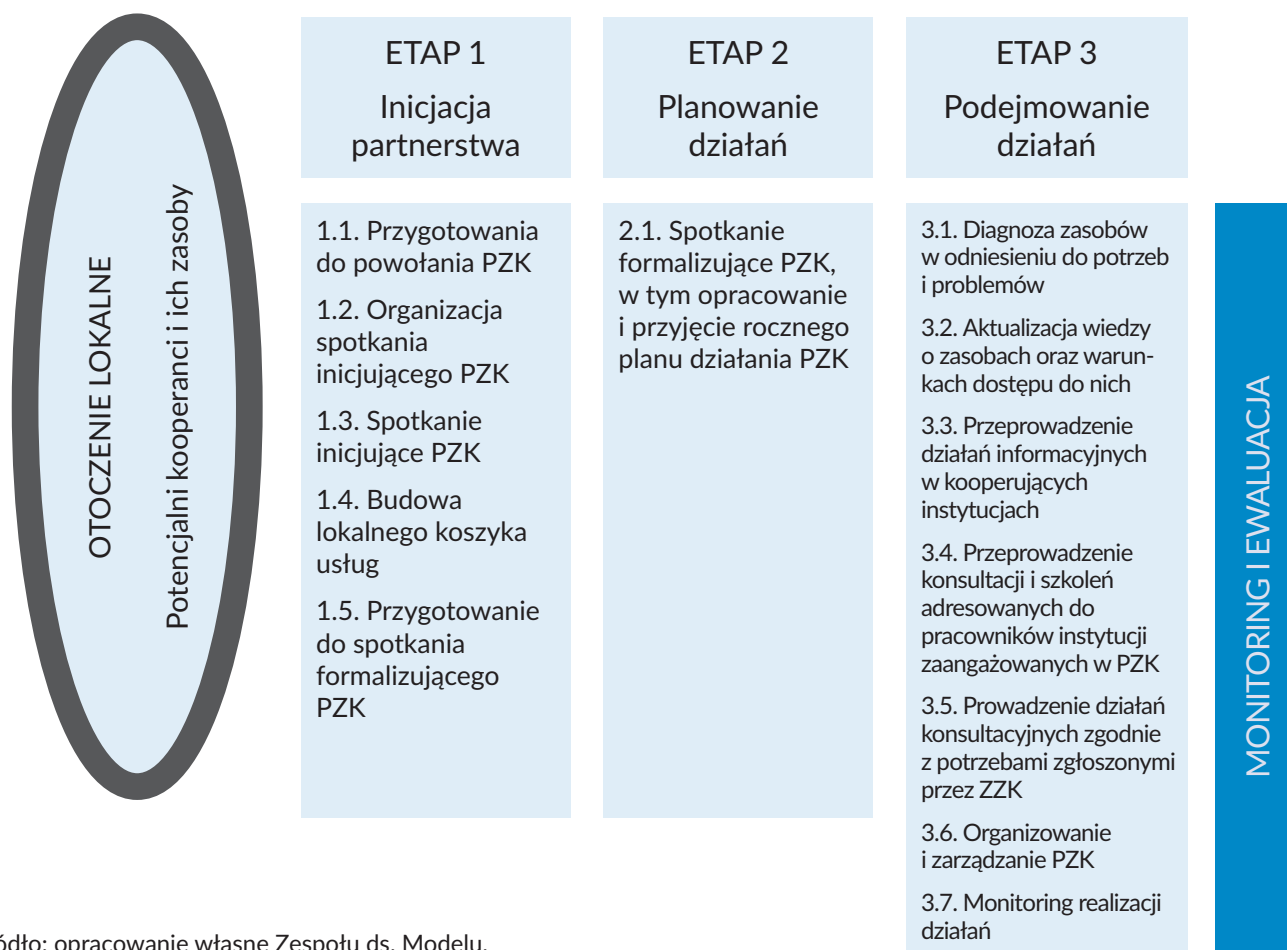 OTOCZENIE LOKALNE
Potencjalni kooperanci i ich zasoby
ETAP 1
Inicjacja
partnerstwa
1.1. Przygotowania
do powołania PZK
1.2. Organizacja
spotkania
inicjującego PZK
1.3. Spotkanie
inicjujące PZK
1.4. Budowa
lokalnego koszyka
usług
1.5. Przygotowanie
do spotkania
formalizującego
PZK
ETAP 2
Planowanie
działań
2.1. Spotkanie
formalizujące PZK,
w tym opracowanie
i przyjęcie rocznego
planu działania PZK
ETAP 3
Podejmowanie
działań
3.1. Diagnoza zasobów
w odniesieniu do potrzeb
i problemów
3.2. Aktualizacja wiedzy
o zasobach oraz warun-
kach dostępu do nich
3.3. Przeprowadzenie
działań informacyjnych
w kooperujących
instytucjach
3.4. Przeprowadzenie
konsultacji i szkoleń
adresowanych do
pracowników instytucji
zaangażowanych w PZK
3.5. Prowadzenie działań
konsultacyjnych zgodnie
z potrzebami zgłoszonymi
przez ZZK
3.6. Organizowanie
i zarządzanie PZK
3.7. Monitoring realizacji
działań
MONITORING I EWALUACJA
ódło: opracowanie własne Zespołu ds. Modelu.